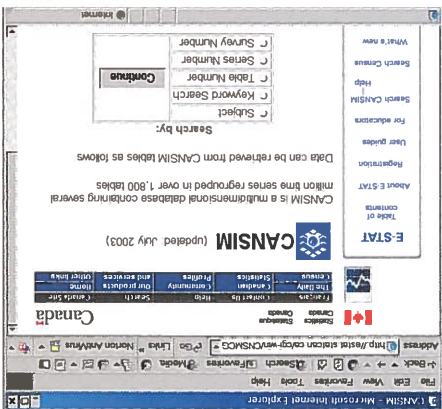 CANSIM - Microsoft Internet Explorer
File Edit View Favorites Tools Help
Back Search Favorites Media
Address http://estat.statcan.ca/cgi-win/CNSMCG Go Links Norton AntiVirus
Statistics Canada Statistique Canada
Canada
Français Contact Us Help Search Canada Site
The Daily Canadian Statistics Community Profiles Our products and services Home
Census Other links
E-STAT
Table of contents
About E-STAT
Registration
User guides
For educators
Search CANSIM
Help
Search Census
What's new
CANSIM (updated: July 2003)
CANSIM is a multidimensional database containing several
million time series regrouped in over 1,800 tables
Data can be retrieved from CANSIM tables as follows
Search by:
Subject
Keyword Search
Table Number
Series Number
Survey Number
Continue
Internet